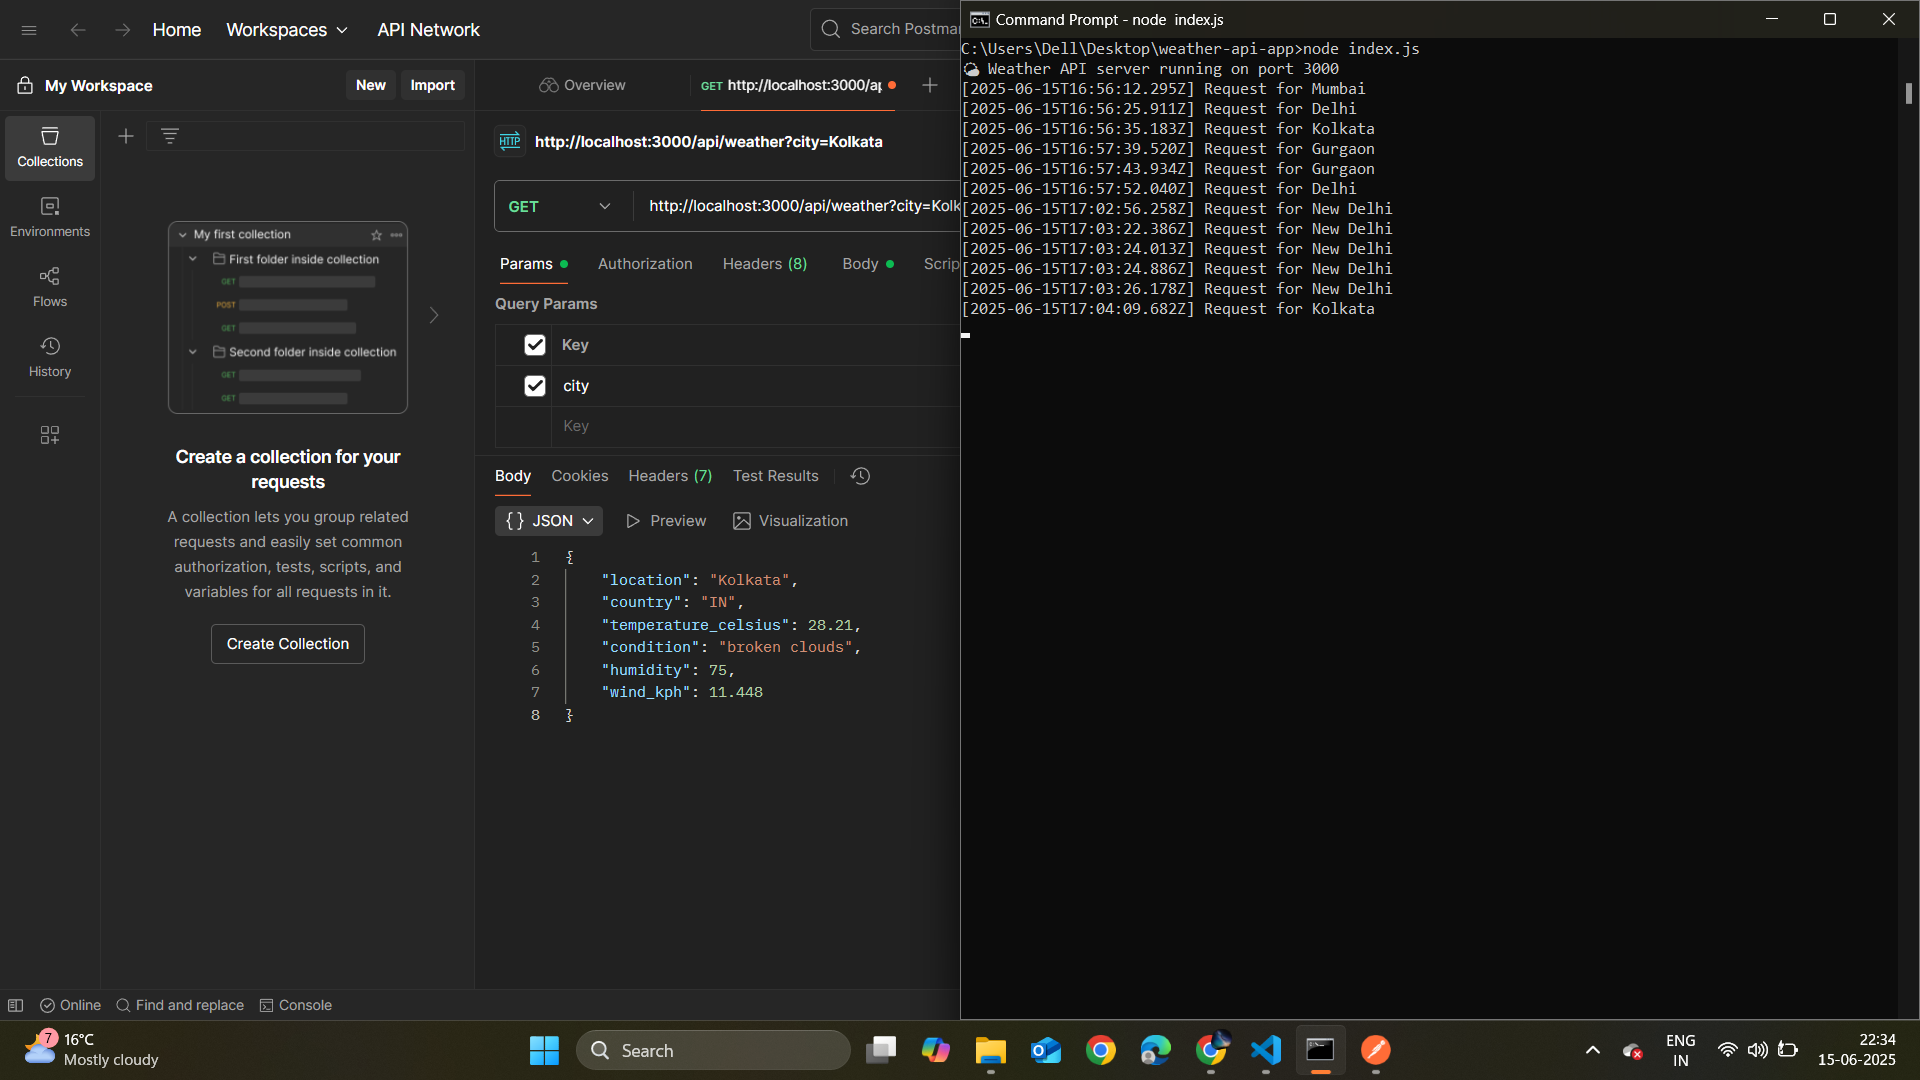 Home
Workspaces
API Network
Search Postma
My Workspace
New
Import
Overview
GET http://localhost:3000/ap
Collections
Environments
Flows
History
My first collection
First folder inside collection
GET
POST
GET
Second folder inside collection
GET
GET
Create a collection for your
requests
A collection lets you group related
requests and easily set common
authorization, tests, scripts, and
variables for all requests in it.
Create Collection
HTTP http://localhost:3000/api/weather?city=Kolkata
GET http://localhost:3000/api/weather?city=Kolk
Params Authorization Headers (8) Body Scrip
Query Params
Key
city
Key
Body Cookies Headers (7) Test Results
{} JSON Preview Visualization
1 {
2 "location": "Kolkata",
3 "country": "IN",
4 "temperature_celsius": 28.21,
5 "condition": "broken clouds",
6 "humidity": 75,
7 "wind_kph": 11.448
8 }
Online Find and replace Console
Command Prompt - node  index.js
C:\Users\Dell\Desktop\weather-api-app>node index.js
Weather API server running on port 3000
[2025-06-15T16:56:12.295Z] Request for Mumbai
[2025-06-15T16:56:25.911Z] Request for Delhi
[2025-06-15T16:56:35.183Z] Request for Kolkata
[2025-06-15T16:57:39.520Z] Request for Gurgaon
[2025-06-15T16:57:43.934Z] Request for Gurgaon
[2025-06-15T16:57:52.040Z] Request for Delhi
[2025-06-15T17:02:56.258Z] Request for New Delhi
[2025-06-15T17:03:22.386Z] Request for New Delhi
[2025-06-15T17:03:24.013Z] Request for New Delhi
[2025-06-15T17:03:24.886Z] Request for New Delhi
[2025-06-15T17:03:26.178Z] Request for New Delhi
[2025-06-15T17:04:09.682Z] Request for Kolkata
7
16°C
Mostly cloudy
Search
ENG
IN
22:34
15-06-2025